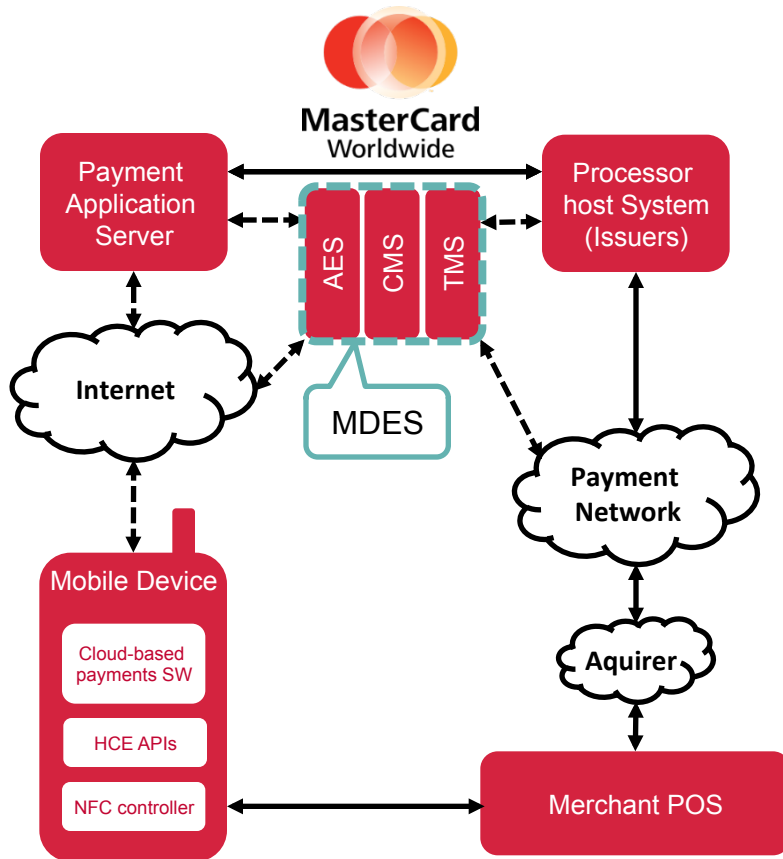 MasterCard
Worldwide
Payment
Application
Server
Processor
host System
(Issuers)
AES
CMS
TMS
Internet
MDES
Payment
Network
Mobile Device
Cloud-based
payments SW
HCE APIs
NFC controller
Aquirer
Merchant POS